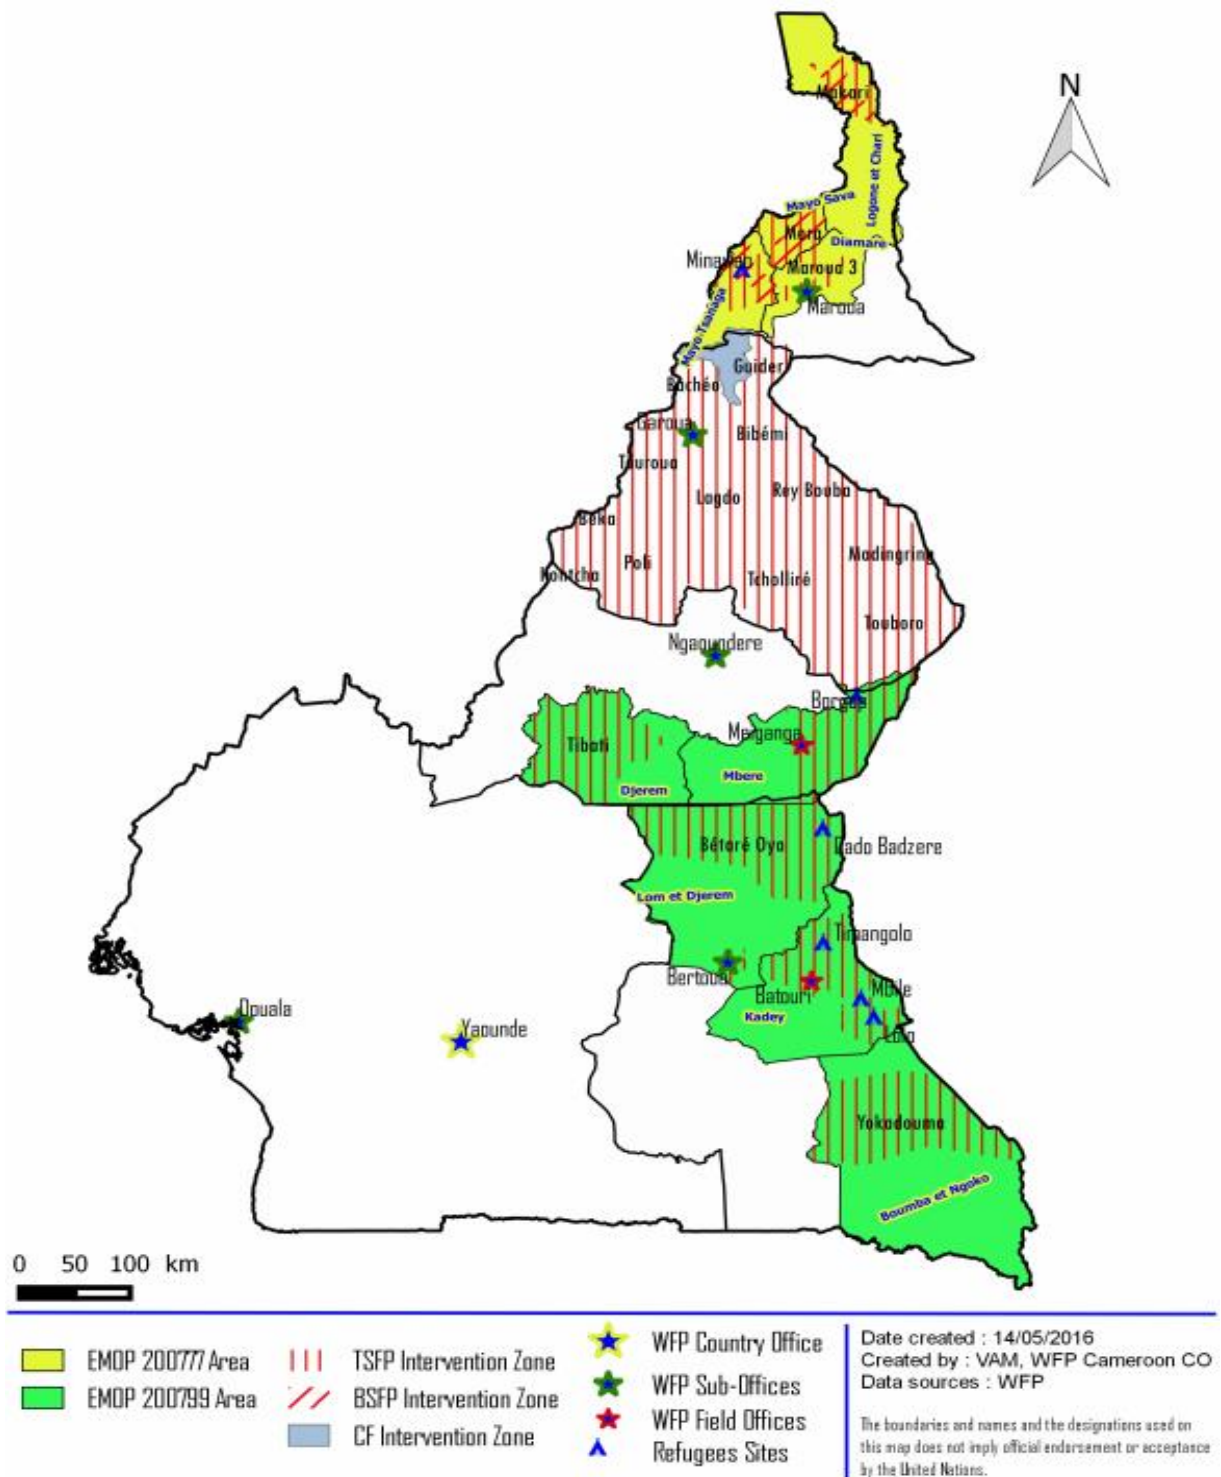 N
Makari
Logone et Chari
Mayo Sava
Mora
Diamare
Minawao
Maroua 3
Maroua
Mayo Tsanaga
Guider
Bachéo
Garoua
Bibémi
Touroua
Rey Bouba
Lagdo
Beka
Madingring
Poli
Kontcha
Tcholliré
Touboro
Ngaoundere
Borgop
Meiganga
Tibati
Mbere
Djerem
Bétaré Oya
Gado Badzere
Lom et Djerem
Timangolo
Bertoua
Batouri
MBile
Kadey
Lolo
Douala
Yaounde
Yokadouma
Boumba et Ngoko
0 50 100 km
EMOP 200777 Area
EMOP 200799 Area
TSFP Intervention Zone
BSFP Intervention Zone
CF Intervention Zone
WFP Country Office
WFP Sub-Offices
WFP Field Offices
Refugees Sites
Date created : 14/05/2016
Created by : VAM, WFP Cameroon CO
Data sources : WFP
The boundaries and names and the designations used on
this map does not imply official endorsement or acceptance
by the United Nations.